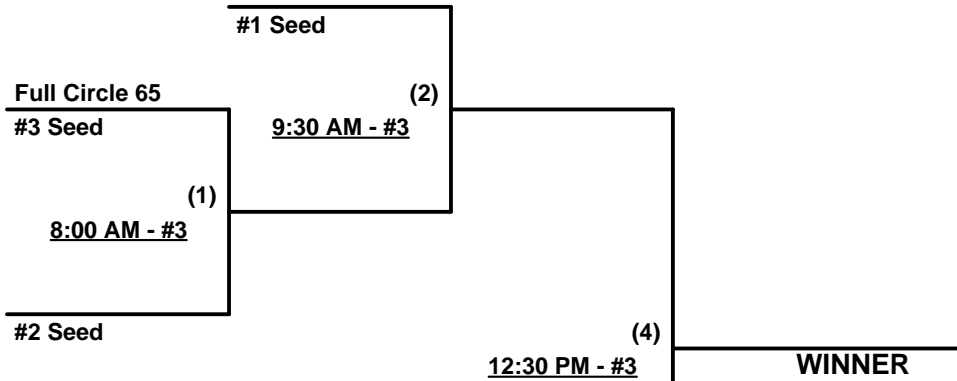 #1 Seed
Full Circle 65
(2)
#3 Seed
9:30 AM - #3
(1)
8:00 AM - #3
#2 Seed
(4)
12:30 PM - #3
WINNER